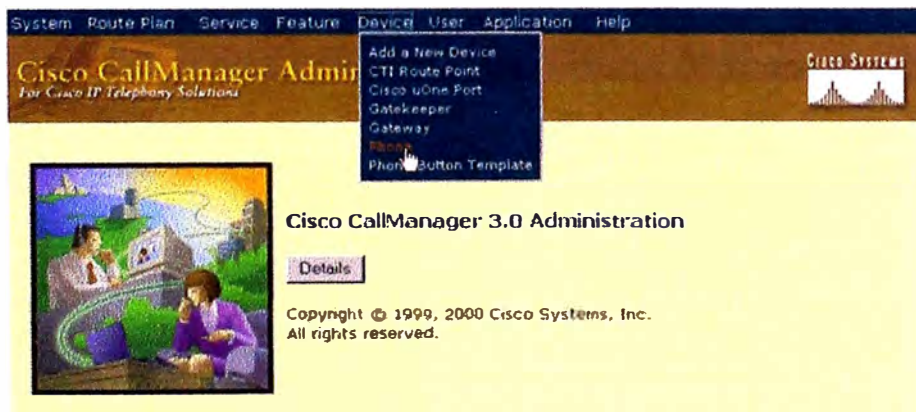 System Route Plan Service Feature Device User Application Help
Cisco CallManager Admin
For Cisco IP Telephony Solutions
CISCO SYSTEMS
Add a New Device
CTI Route Point
Cisco uOne Port
Gatekeeper
Gateway
Phone
Phone Button Template
Cisco CallManager 3.0 Administration
Details
Copyright © 1999, 2000 Cisco Systems, Inc.
All rights reserved.